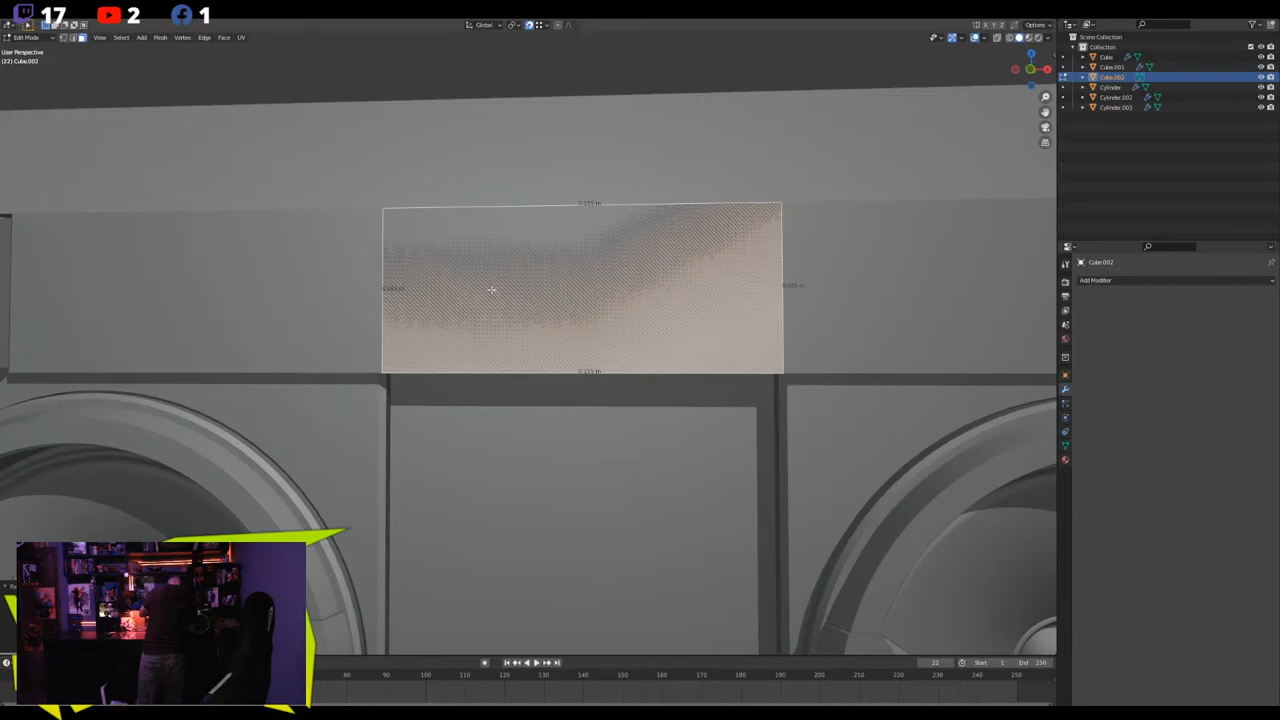 17 2 1
Global Options
Edit Mode View Select Add Mesh Vertex Edge Face UV
User Perspective
(22) Cube.002
X Y Z
Scene Collection
Collection
Cube
Cube.001
Cube.002
Cylinder
Cylinder.002
Cylinder.003
Cube.002
Add Modifier
22 Start 1 End 250
80 90 100 110 120 130 140 150 160 170 180 190 200 210 220 230 240 250